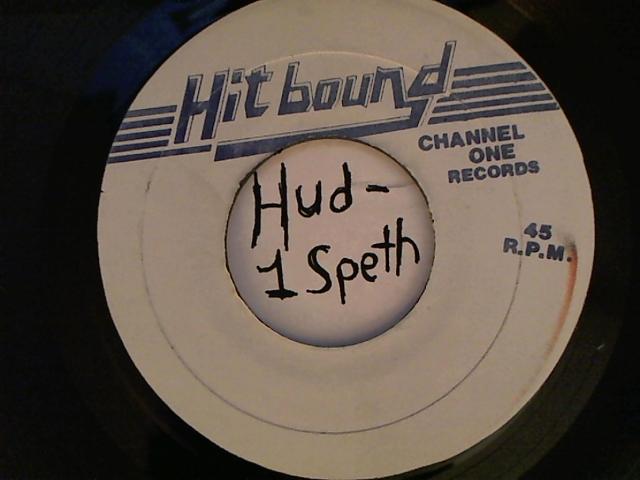 Hit bound
CHANNEL
ONE
RECORDS
Hud-
1 Speth
45
R.P.M.